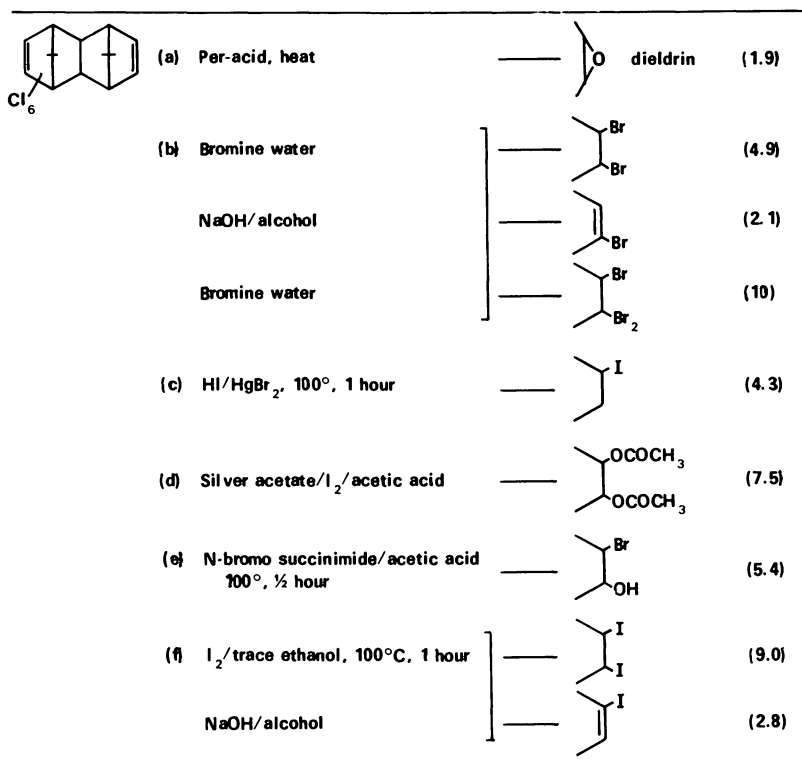 (a) Per-acid, heat O dieldrin (1.9)
Cl6
(b) Bromine water Br Br (4.9)
NaOH/alcohol Br (2.1)
Bromine water Br Br2 (10)
(c) HI/HgBr2, 100°, 1 hour I (4.3)
(d) Silver acetate/I2/acetic acid OCOCH3 OCOCH3 (7.5)
(e) N-bromo succinimide/acetic acid Br
100°, ½ hour OH (5.4)
(f) I2/trace ethanol, 100°C, 1 hour I I (9.0)
NaOH/alcohol I (2.8)